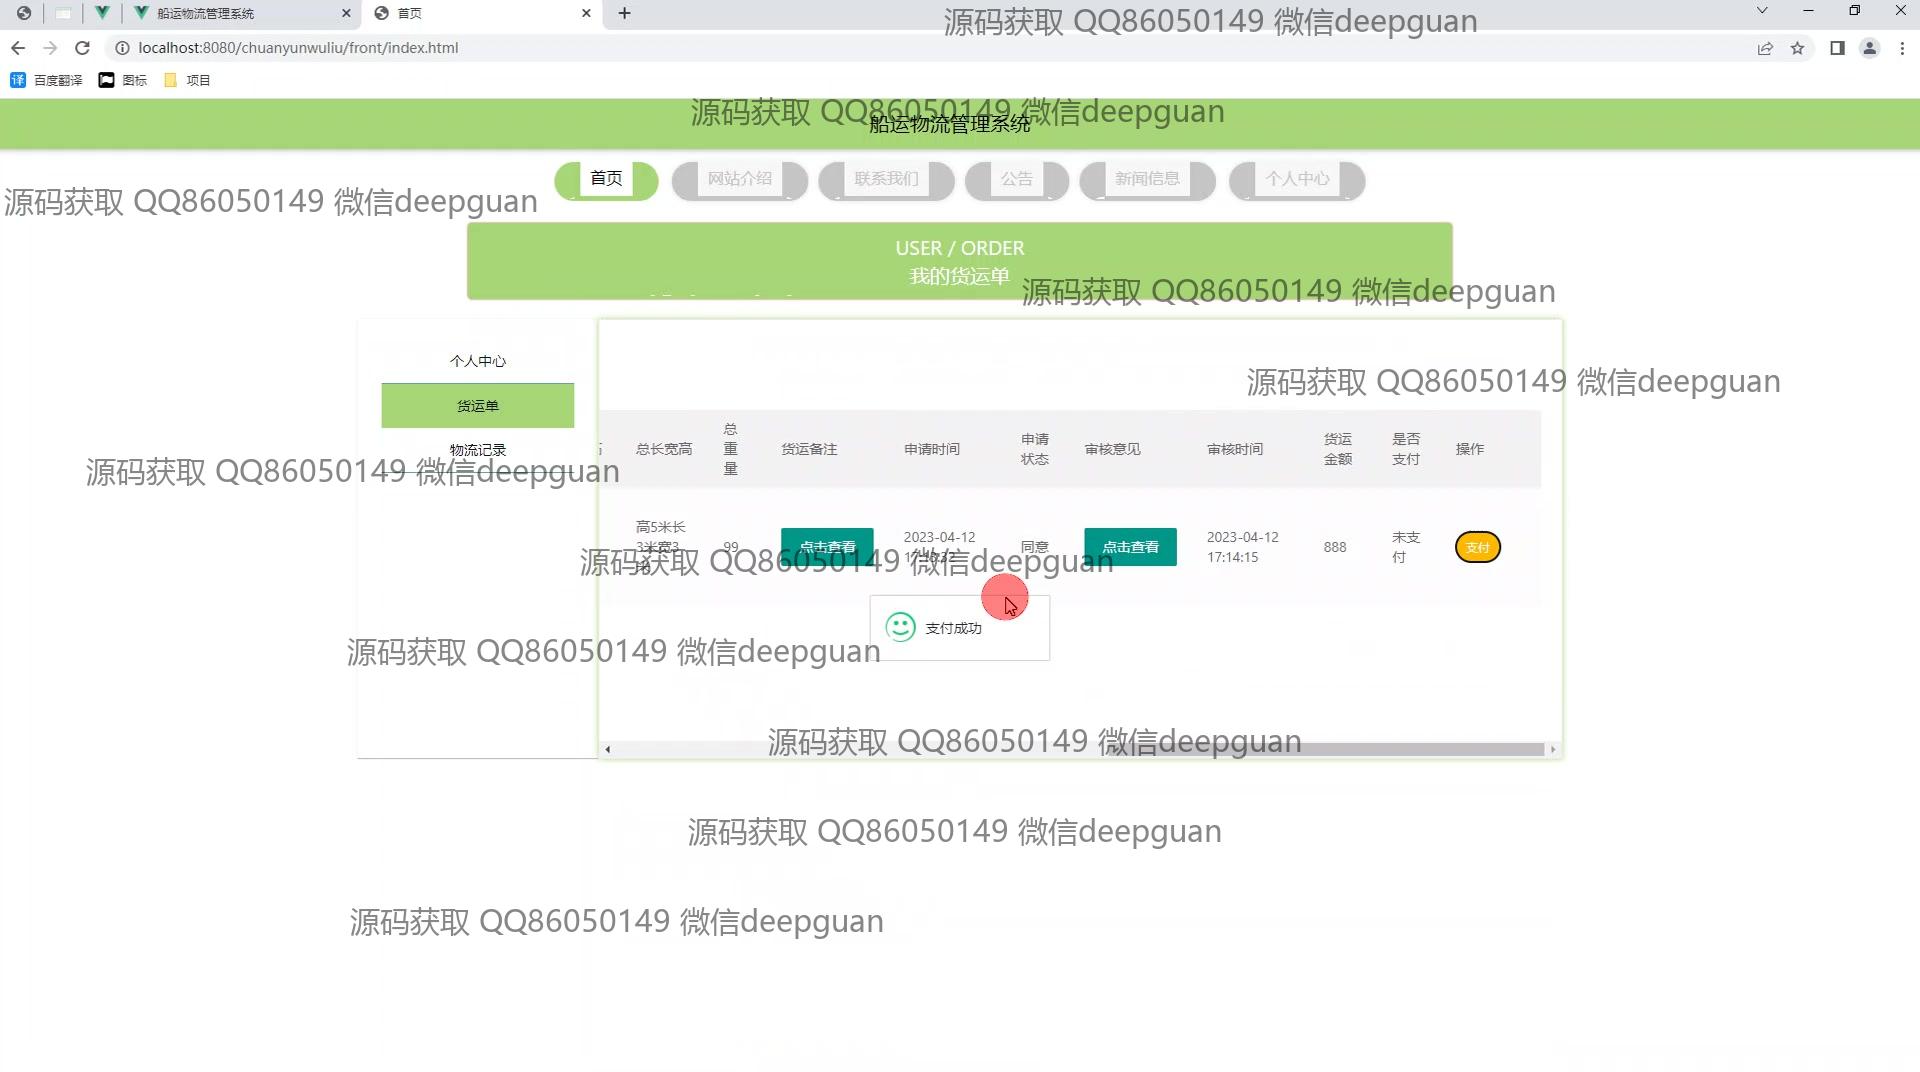 船运物流管理系统
首页
源码获取 QQ86050149 微信deepguan
localhost:8080/chuanyunwuliu/front/index.html
百度翻译
图标
项目
源码获取 QQ86050149 微信deepguan
船运物流管理系统
首页
网站介绍
联系我们
公告
新闻信息
个人中心
源码获取 QQ86050149 微信deepguan
USER / ORDER
我的货运单
源码获取 QQ86050149 微信deepguan
个人中心
源码获取 QQ86050149 微信deepguan
货运单
物流记录
总长宽高
总重量
货运备注
申请时间
申请状态
审核意见
审核时间
货运金额
是否支付
操作
源码获取 QQ86050149 微信deepguan
高5米长
3米宽3
99
点击查看
2023-04-12
同意
点击查看
2023-04-12
17:14:15
888
未支付
支付
源码获取 QQ86050149 微信deepguan
支付成功
源码获取 QQ86050149 微信deepguan
源码获取 QQ86050149 微信deepguan
源码获取 QQ86050149 微信deepguan
源码获取 QQ86050149 微信deepguan